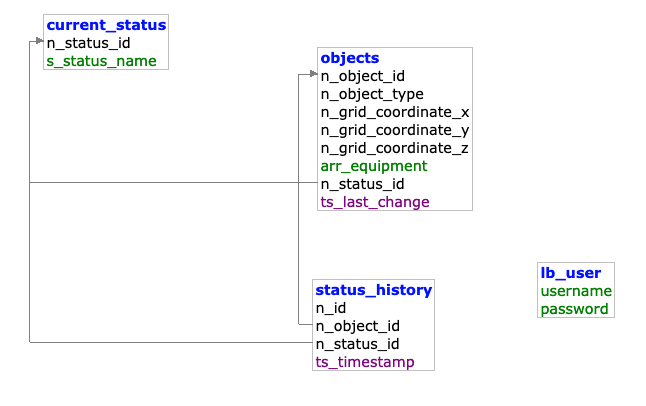 current_status
n_status_id
s_status_name
objects
n_object_id
n_object_type
n_grid_coordinate_x
n_grid_coordinate_y
n_grid_coordinate_z
arr_equipment
n_status_id
ts_last_change
status_history
n_id
n_object_id
n_status_id
ts_timestamp
lb_user
username
password